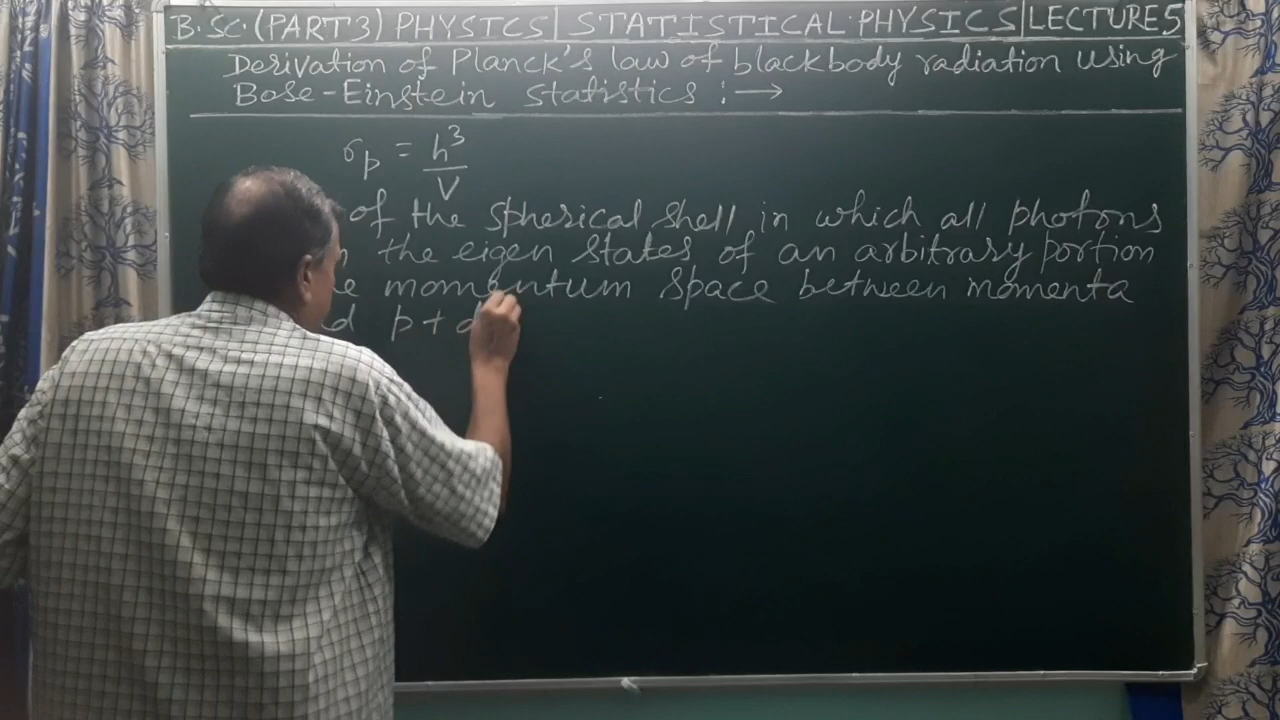 B.SC.(PART 3) PHYSICS | STATISTICAL PHYSICS | LECTURE 5
Derivation of Planck's law of blackbody radiation using
Bose-Einstein statistics :→
σp = h³/V
of the spherical shell in which all photons
the eigen states of an arbitrary portion
momentum space between momenta
p + d